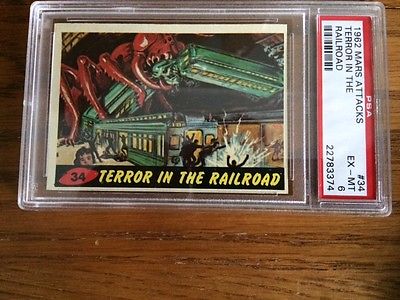 34 TERROR IN THE RAILROAD
1962 MARS ATTACKS
TERROR IN THE
RAILROAD
PSA
#34
EX-MT 6
22783374